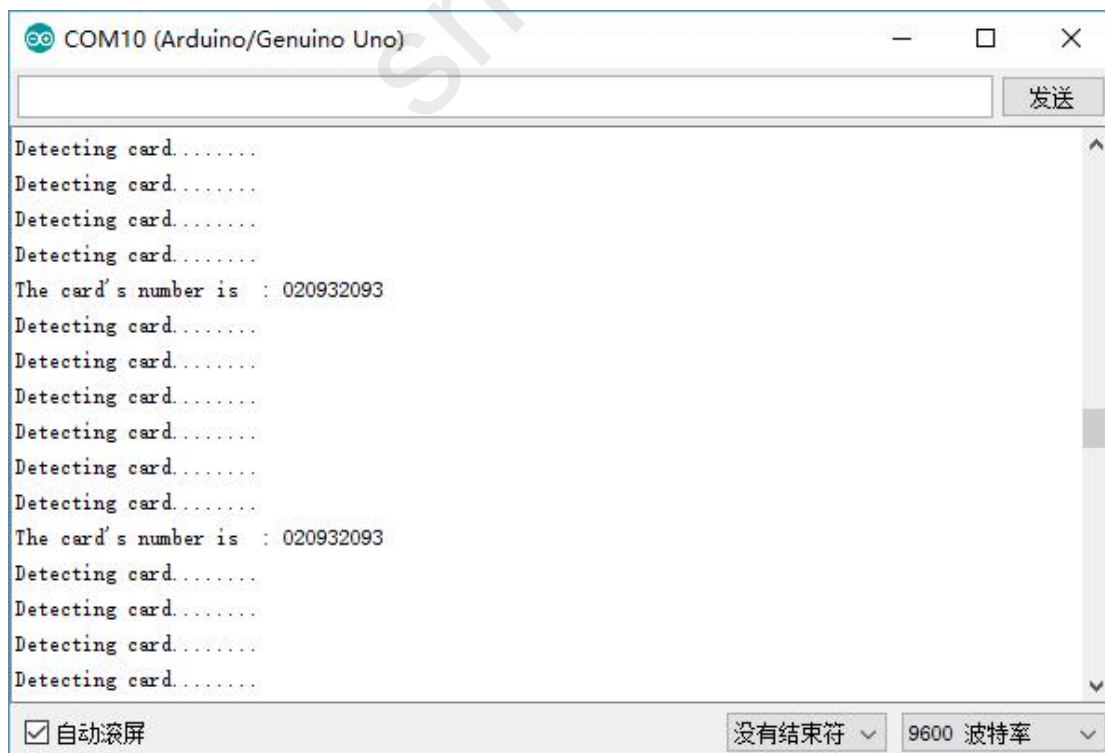 COM10 (Arduino/Genuino Uno)
发送
Detecting card........
Detecting card........
Detecting card........
Detecting card........
The card's number is  : 020932093
Detecting card........
Detecting card........
Detecting card........
Detecting card........
Detecting card........
Detecting card........
The card's number is  : 020932093
Detecting card........
Detecting card........
Detecting card........
Detecting card........
自动滚屏 没有结束符 9600 波特率